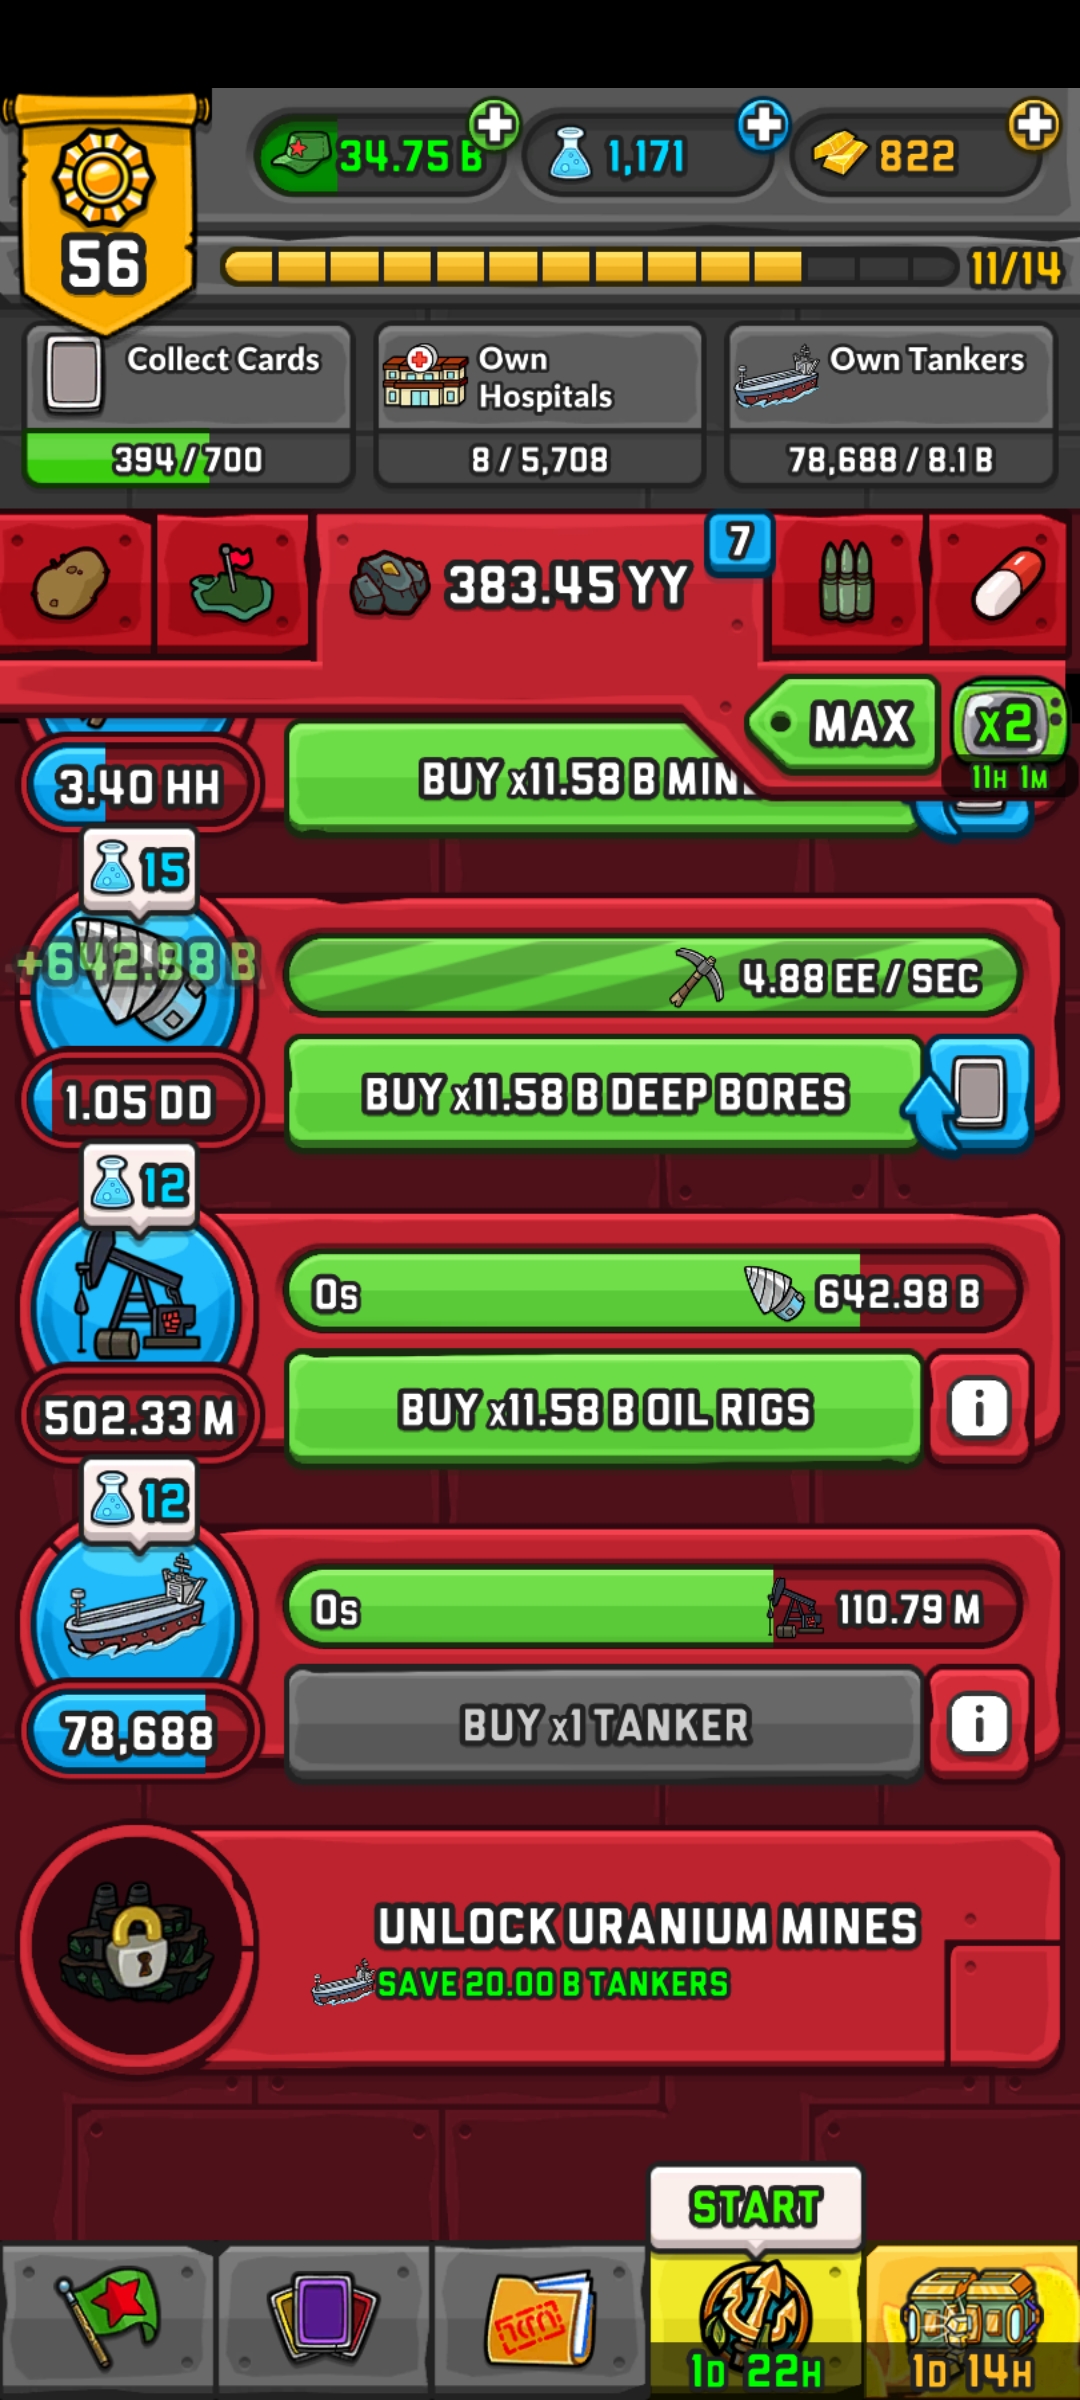 34.75 B
1,171
822
56
11/14
Collect Cards
394/700
Own
Hospitals
8/5,708
Own Tankers
78,688/8.1 B
383.45 YY
7
MAX
x2
11H 1M
3.40 HH
BUY x11.58 B
15
+642.98 B
4.88 EE/SEC
1.05 DD
BUY x11.58 B DEEP BORES
12
0s
642.98 B
502.33 M
BUY x11.58 B OIL RIGS
i
12
0s
110.79 M
78,688
BUY x1 TANKER
i
UNLOCK URANIUM MINES
SAVE 20.00 B TANKERS
START
1D 22H
1D 14H